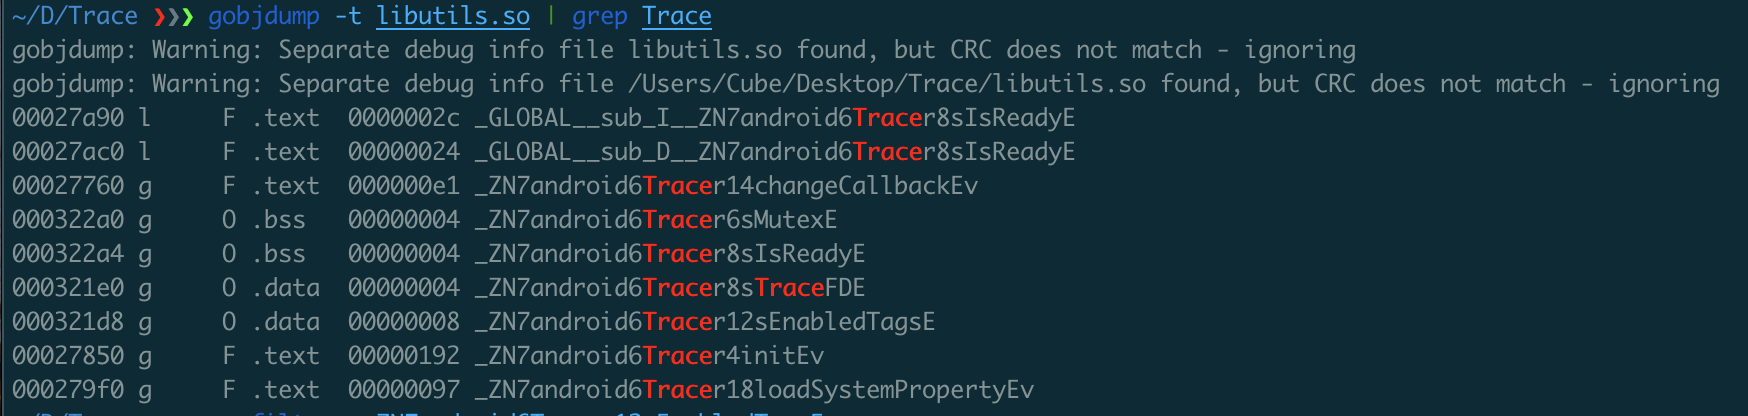 ~/D/Trace ❯❯❯ gobjdump -t libutils.so | grep Trace
gobjdump: Warning: Separate debug info file libutils.so found, but CRC does not match - ignoring
gobjdump: Warning: Separate debug info file /Users/Cube/Desktop/Trace/libutils.so found, but CRC does not match - ignoring
00027a90 l     F .text  0000002c _GLOBAL__sub_I__ZN7android6Tracer8sIsReadyE
00027ac0 l     F .text  00000024 _GLOBAL__sub_D__ZN7android6Tracer8sIsReadyE
00027760 g     F .text  000000e1 _ZN7android6Tracer14changeCallbackEv
000322a0 g     O .bss   00000004 _ZN7android6Tracer6sMutexE
000322a4 g     O .bss   00000004 _ZN7android6Tracer8sIsReadyE
000321e0 g     O .data  00000004 _ZN7android6Tracer8sTraceFDE
000321d8 g     O .data  00000008 _ZN7android6Tracer12sEnabledTagsE
00027850 g     F .text  00000192 _ZN7android6Tracer4initEv
000279f0 g     F .text  00000097 _ZN7android6Tracer18loadSystemPropertyEv